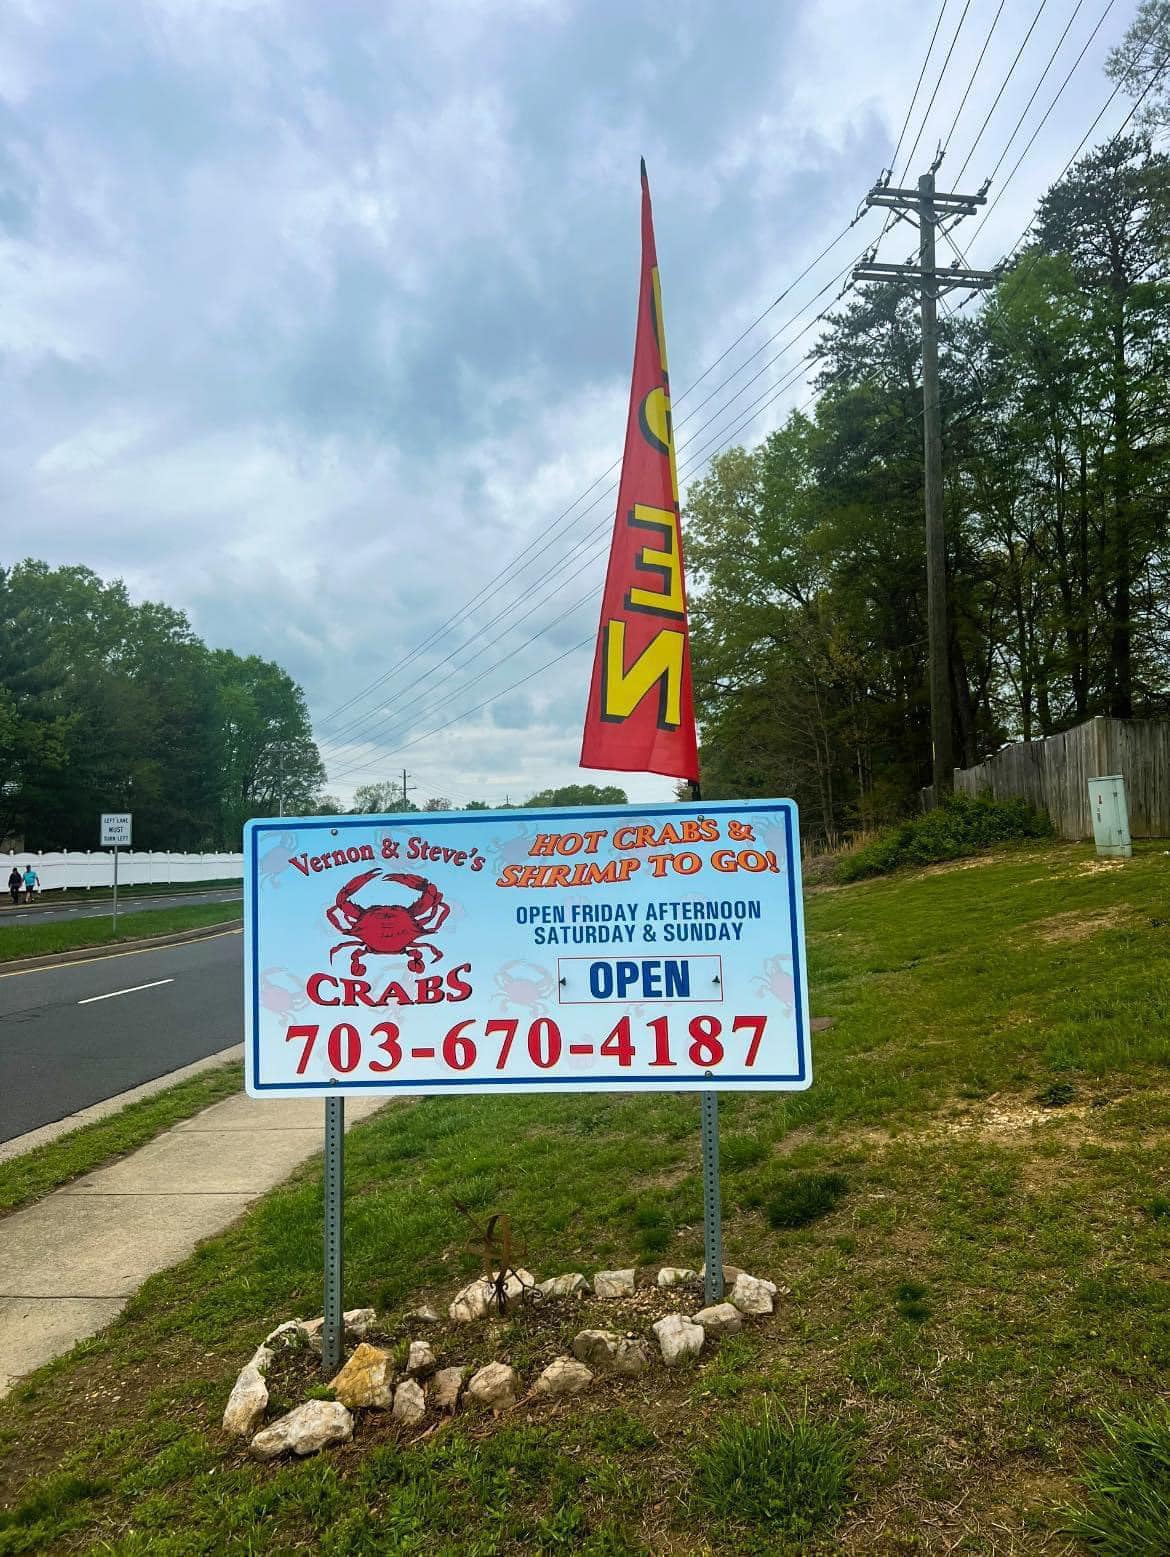 OPEN
Vernon & Steve's
CRABS
HOT CRABS &
SHRIMP TO GO!
OPEN FRIDAY AFTERNOON
SATURDAY & SUNDAY
OPEN
703-670-4187
LEFT LANE
MUST
TURN LEFT